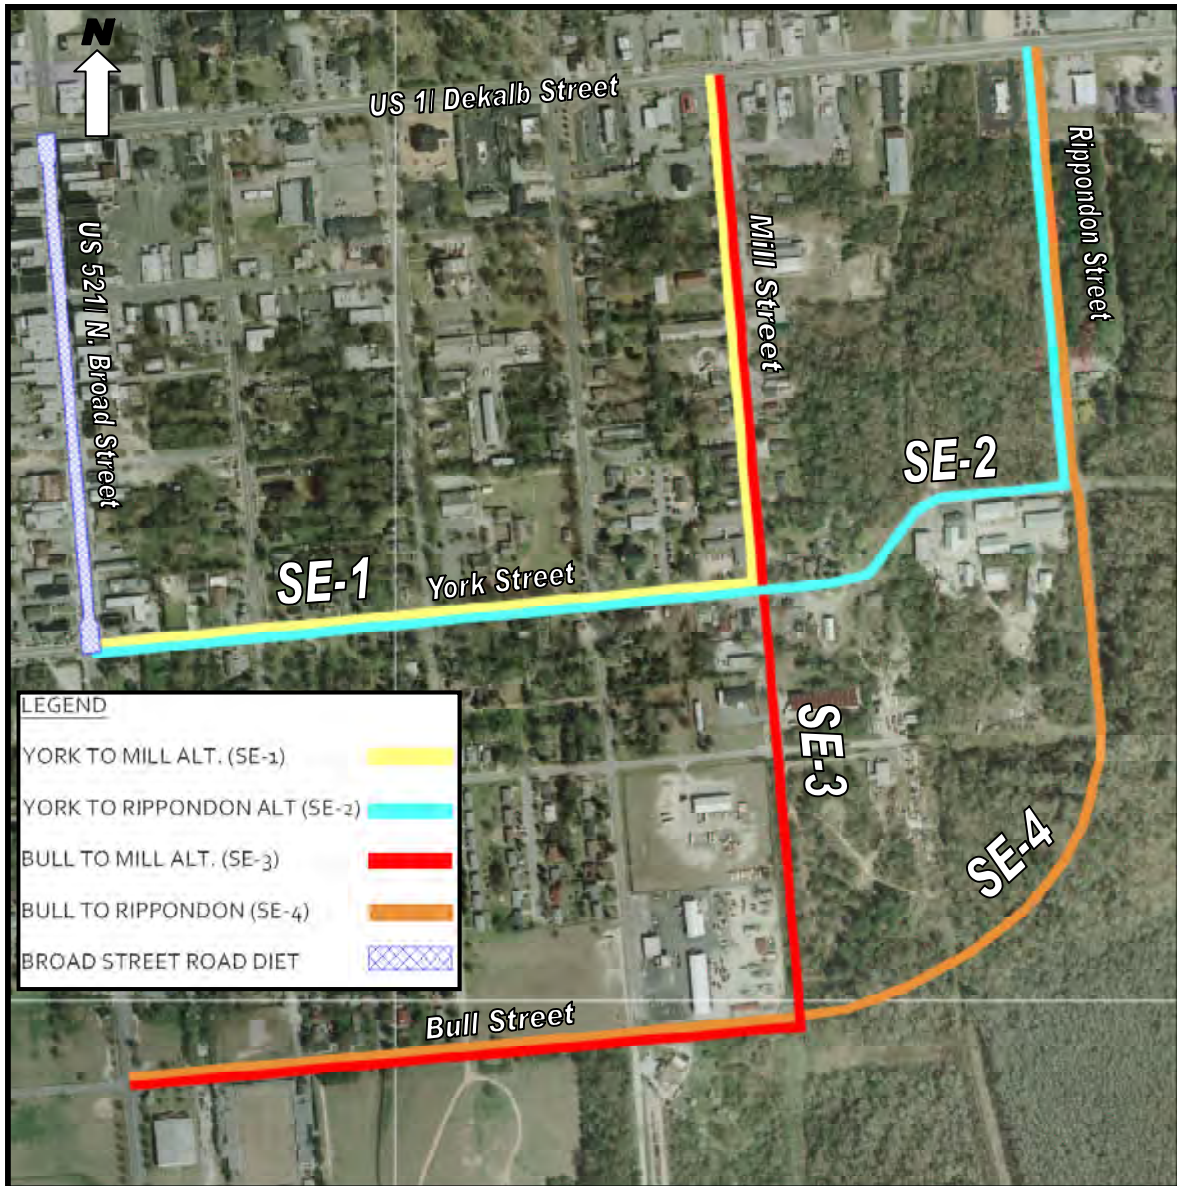 N
US 1| Dekalb Street
US 521| N. Broad Street
Mill Street
Rippondon Street
SE-2
SE-1
York Street
SE-3
SE-4
LEGEND
YORK TO MILL ALT. (SE-1)
YORK TO RIPPONDON ALT (SE-2)
BULL TO MILL ALT. (SE-3)
BULL TO RIPPONDON (SE-4)
BROAD STREET ROAD DIET
Bull Street